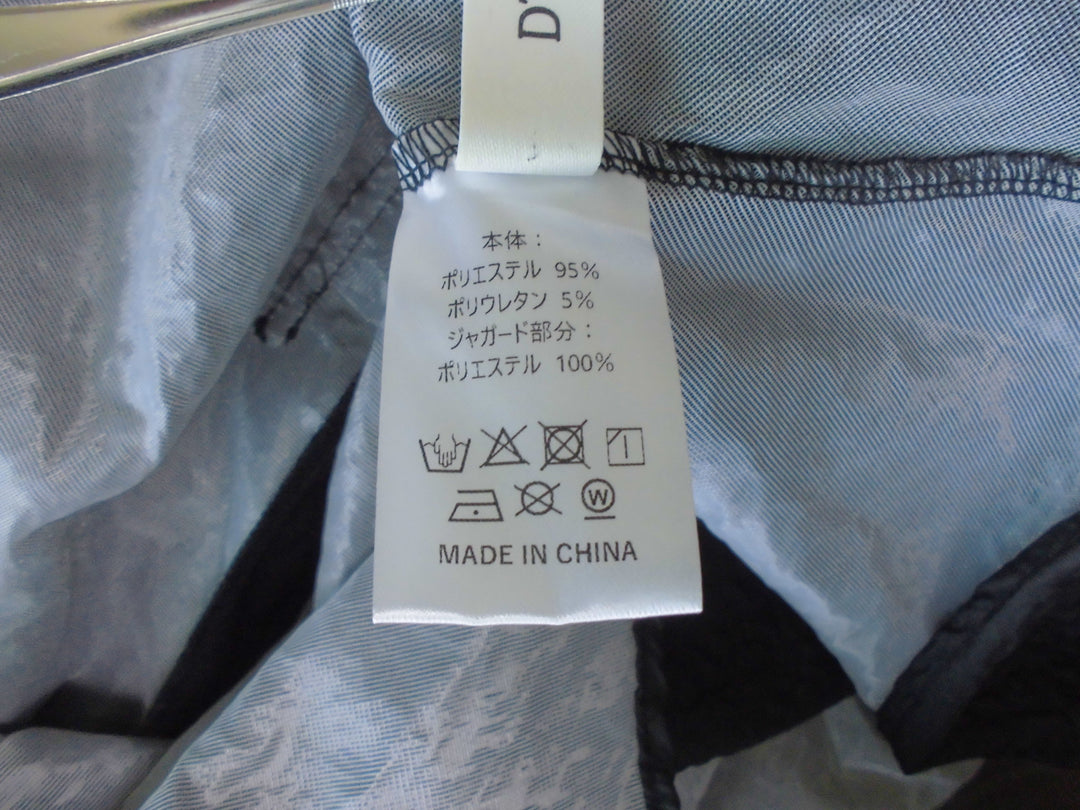 D
本体：
ポリエステル 95%
ポリウレタン 5%
ジャガード部分：
ポリエステル 100%
W
MADE IN CHINA